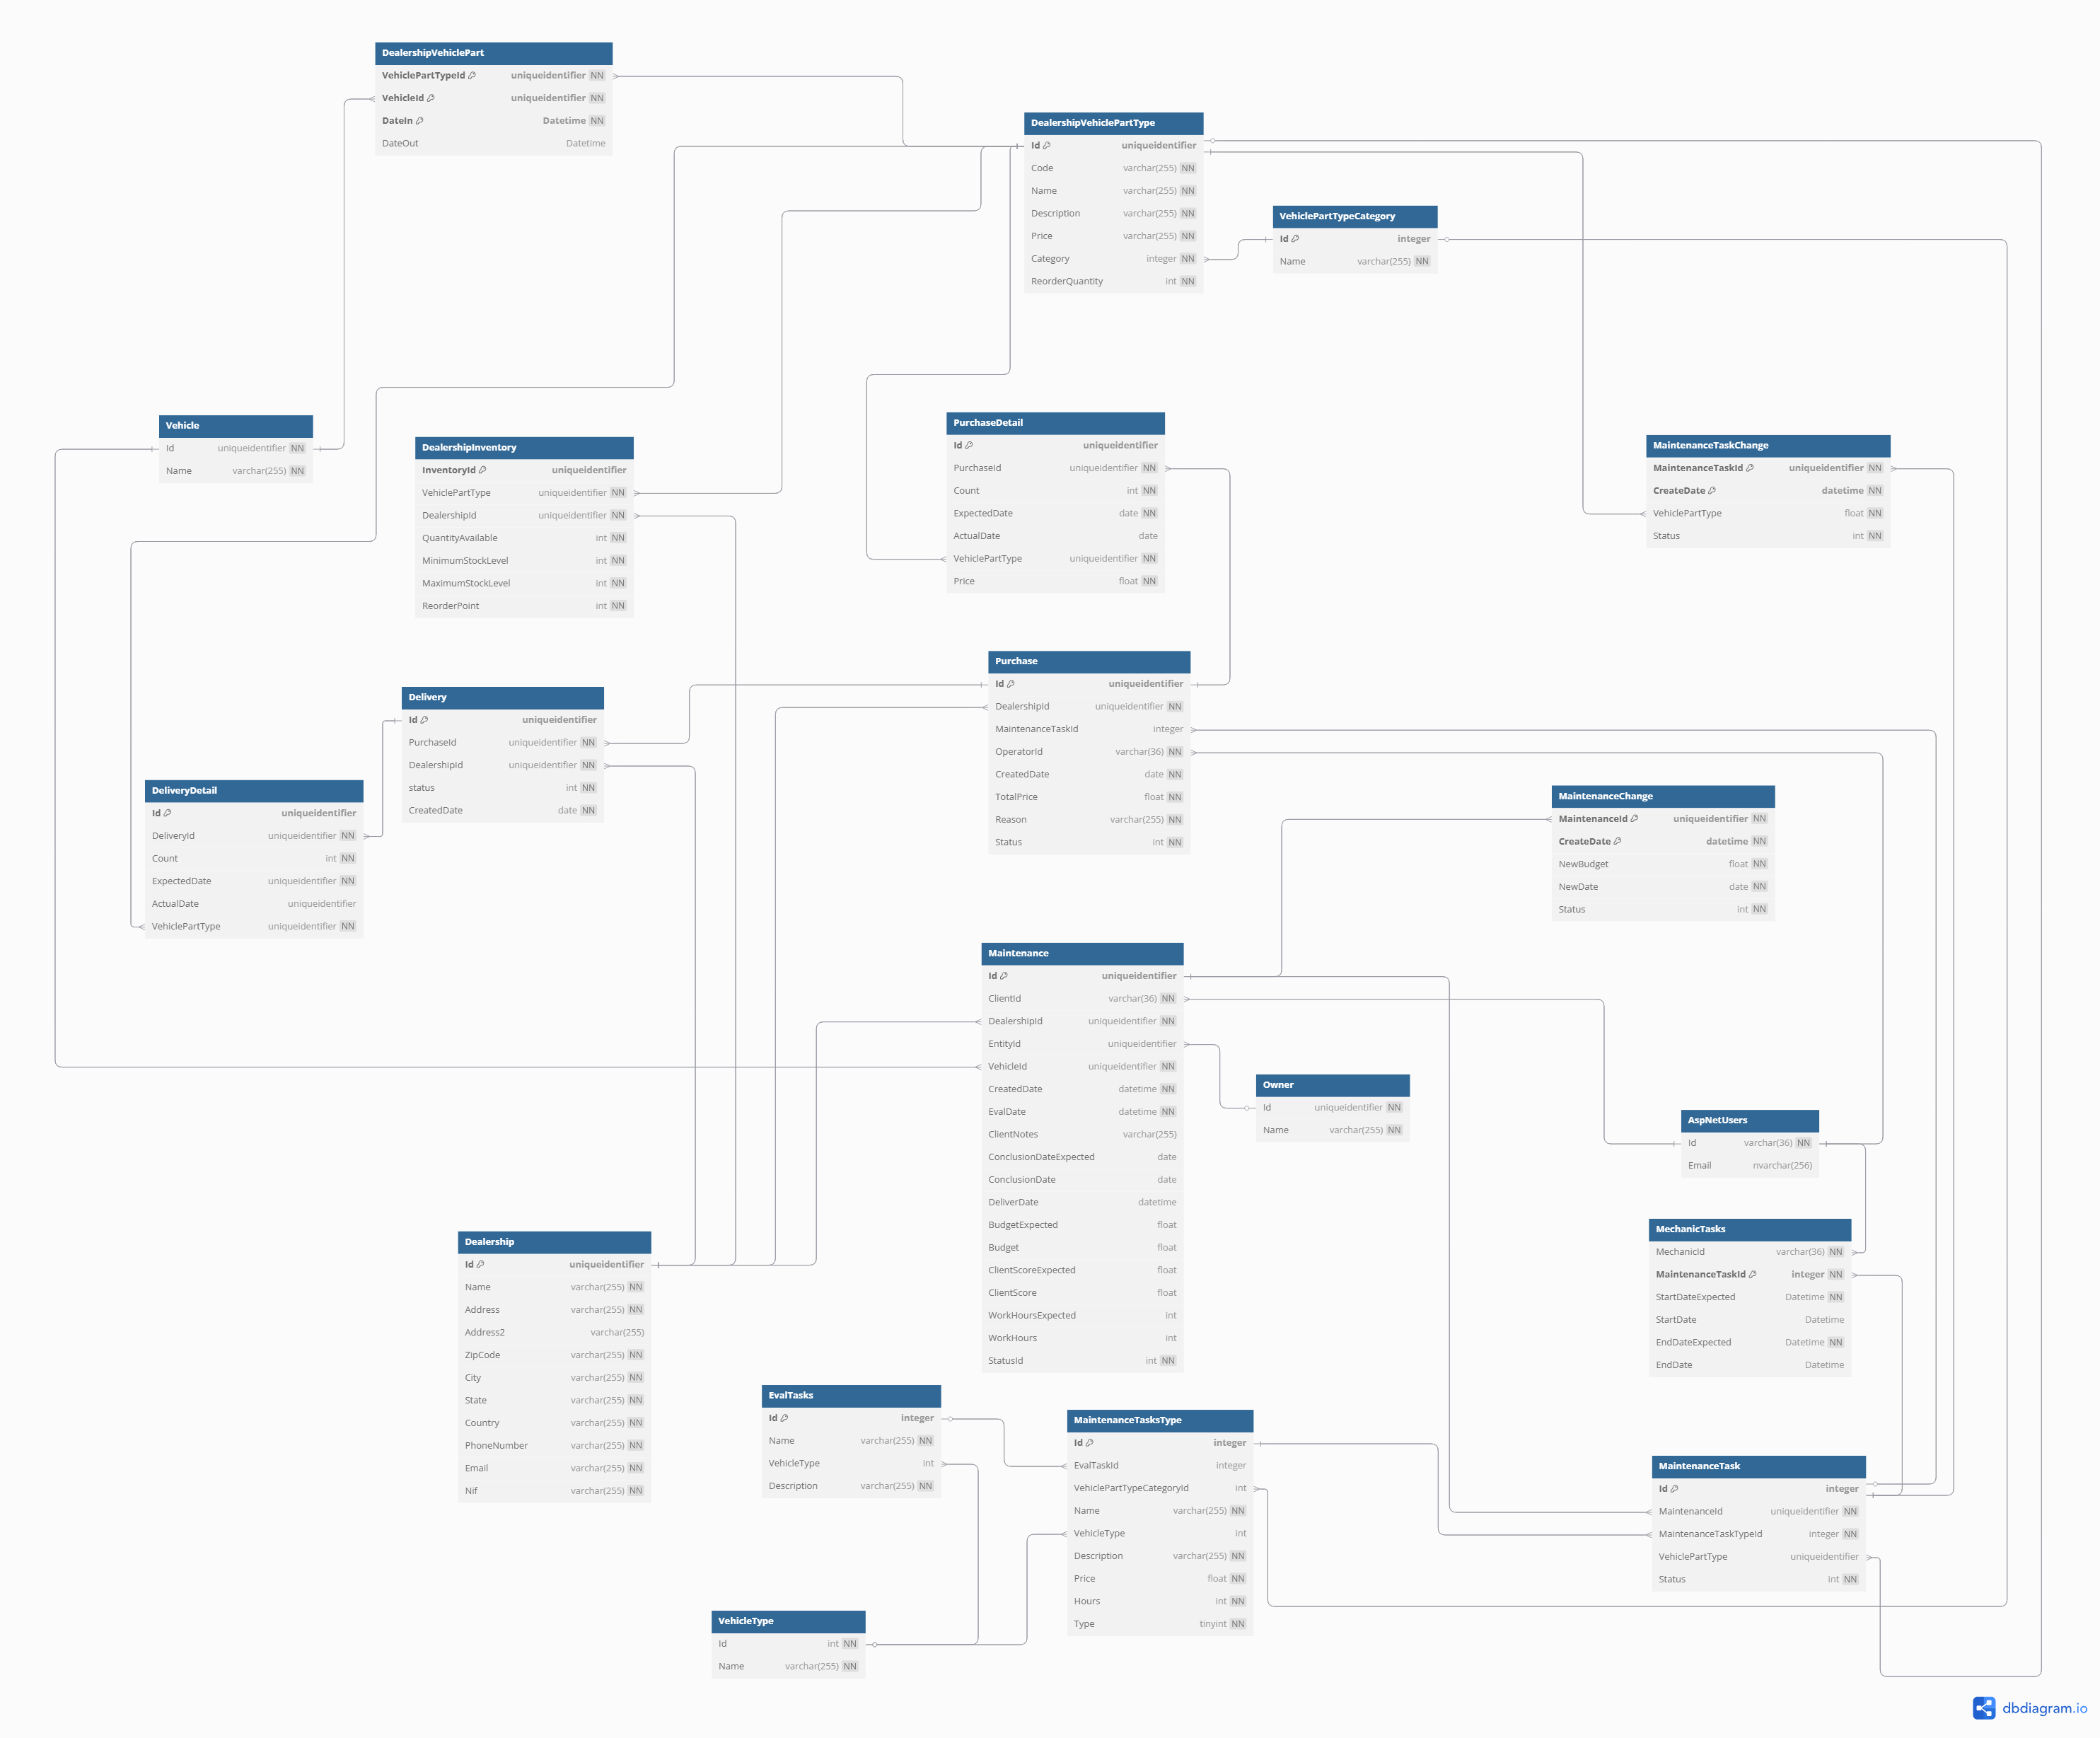 DealershipVehiclePart
VehiclePartTypeId uniqueidentifier NN
VehicleId uniqueidentifier NN
DateIn Datetime NN
DateOut Datetime
DealershipVehiclePartType
Id uniqueidentifier
Code varchar(255) NN
Name varchar(255) NN
Description varchar(255) NN
Price varchar(255) NN
Category integer NN
ReorderQuantity int NN
VehiclePartTypeCategory
Id integer
Name varchar(255) NN
Vehicle
Id uniqueidentifier NN
Name varchar(255) NN
DealershipInventory
InventoryId uniqueidentifier
VehiclePartType uniqueidentifier NN
DealershipId uniqueidentifier NN
QuantityAvailable int NN
MinimumStockLevel int NN
MaximumStockLevel int NN
ReorderPoint int NN
PurchaseDetail
Id uniqueidentifier
PurchaseId uniqueidentifier NN
Count int NN
ExpectedDate date NN
ActualDate date
VehiclePartType uniqueidentifier NN
Price float NN
MaintenanceTaskChange
MaintenanceTaskId uniqueidentifier NN
CreateDate datetime NN
VehiclePartType float NN
Status int NN
Purchase
Id uniqueidentifier
DealershipId uniqueidentifier NN
MaintenanceTaskId integer
OperatorId varchar(36) NN
CreatedDate date NN
TotalPrice float NN
Reason varchar(255) NN
Status int NN
Delivery
Id uniqueidentifier
PurchaseId uniqueidentifier NN
DealershipId uniqueidentifier NN
status int NN
CreatedDate date NN
DeliveryDetail
Id uniqueidentifier
DeliveryId uniqueidentifier NN
Count int NN
ExpectedDate uniqueidentifier NN
ActualDate uniqueidentifier
VehiclePartType uniqueidentifier NN
MaintenanceChange
MaintenanceId uniqueidentifier NN
CreateDate datetime NN
NewBudget float NN
NewDate date NN
Status int NN
Maintenance
Id uniqueidentifier
ClientId varchar(36) NN
DealershipId uniqueidentifier NN
EntityId uniqueidentifier
VehicleId uniqueidentifier NN
CreatedDate datetime NN
EvalDate datetime NN
ClientNotes varchar(255)
ConclusionDateExpected date
ConclusionDate date
DeliverDate datetime
BudgetExpected float
Budget float
ClientScoreExpected float
ClientScore float
WorkHoursExpected int
WorkHours int
StatusId int NN
Owner
Id uniqueidentifier NN
Name varchar(255) NN
AspNetUsers
Id varchar(36) NN
Email nvarchar(256)
MechanicTasks
MechanicId varchar(36) NN
MaintenanceTaskId integer NN
StartDateExpected Datetime NN
StartDate Datetime
EndDateExpected Datetime NN
EndDate Datetime
Dealership
Id uniqueidentifier
Name varchar(255) NN
Address varchar(255) NN
Address2 varchar(255)
ZipCode varchar(255) NN
City varchar(255) NN
State varchar(255) NN
Country varchar(255) NN
PhoneNumber varchar(255) NN
Email varchar(255) NN
Nif varchar(255) NN
EvalTasks
Id integer
Name varchar(255) NN
VehicleType int
Description varchar(255) NN
MaintenanceTasksType
Id integer
EvalTaskId integer
VehiclePartTypeCategoryId int
Name varchar(255) NN
VehicleType int
Description varchar(255) NN
Price float NN
Hours int NN
Type tinyint NN
MaintenanceTask
Id integer
MaintenanceId uniqueidentifier NN
MaintenanceTaskTypeId integer NN
VehiclePartType uniqueidentifier
Status int NN
VehicleType
Id int NN
Name varchar(255) NN
dbdiagram.io